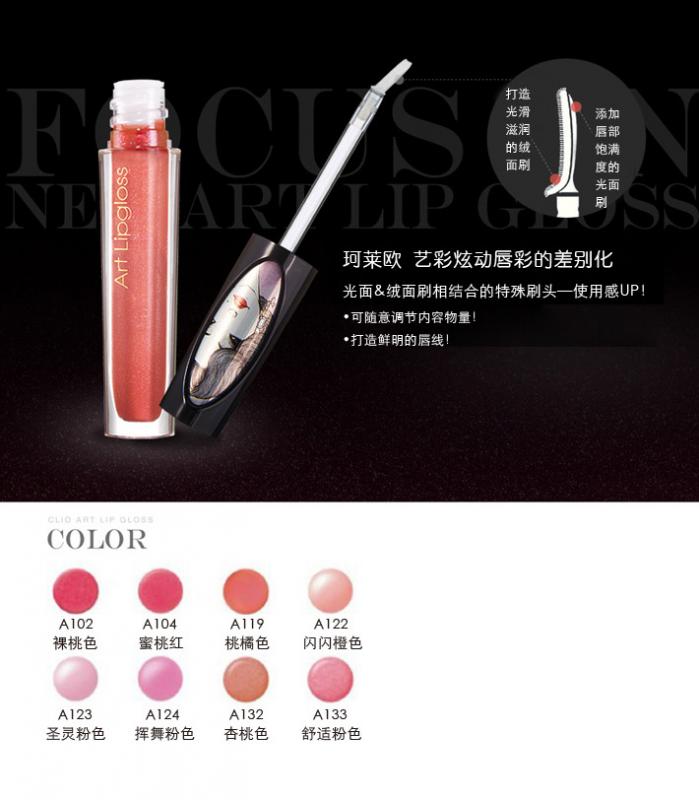 FOCUS ON
NEW ART LIP GLOSS
Art Lipgloss
打造
光滑
滋润
的绒
面刷
添加
唇部
饱满
度的
光面
刷
珂莱欧 艺彩炫动唇彩的差别化
光面&绒面刷相结合的特殊刷头—使用感UP!
•可随意调节内容物量!
•打造鲜明的唇线!
CLIO ART LIP GLOSS
COLOR
A102 A104 A119 A122
裸桃色 蜜桃红 桃橘色 闪闪橙色
A123 A124 A132 A133
圣灵粉色 挥舞粉色 杏桃色 舒适粉色